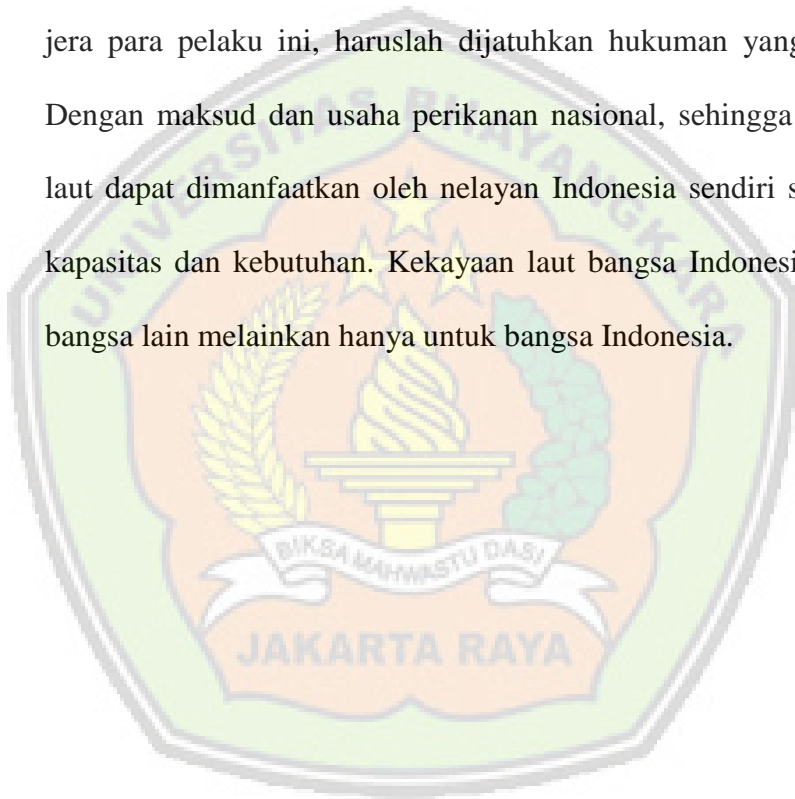 jera para pelaku ini, haruslah dijatuhkan hukuman yang
Dengan maksud dan usaha perikanan nasional, sehingga
laut dapat dimanfaatkan oleh nelayan Indonesia sendiri s
kapasitas dan kebutuhan. Kekayaan laut bangsa Indonesi
bangsa lain melainkan hanya untuk bangsa Indonesia.
UNIVERSITAS BHAYANGKARA
BIKSA MAHWASTU DASI
JAKARTA RAYA